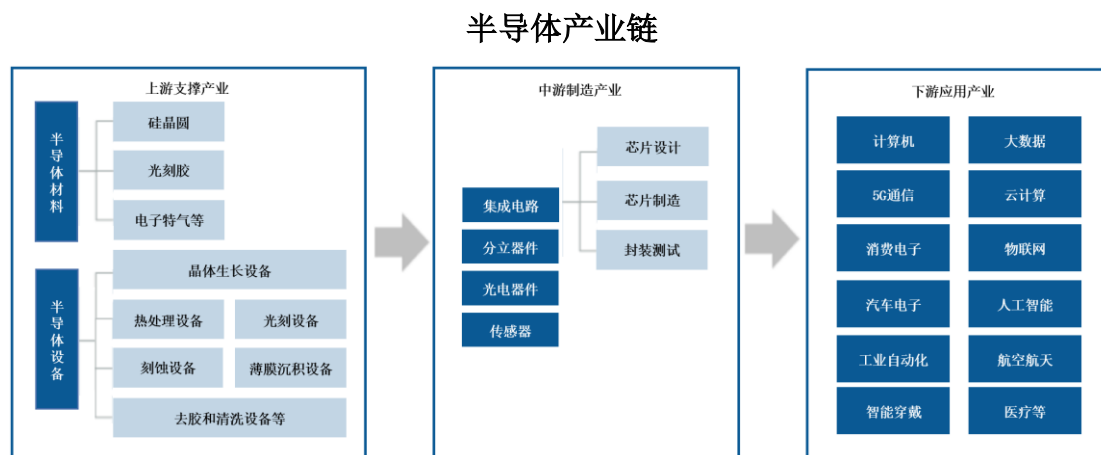 半导体产业链
上游支撑产业
半导体材料
硅晶圆
光刻胶
电子特气等
半导体设备
晶体生长设备
热处理设备
光刻设备
刻蚀设备
薄膜沉积设备
去胶和清洗设备等
中游制造产业
集成电路
分立器件
光电器件
传感器
芯片设计
芯片制造
封装测试
下游应用产业
计算机
大数据
5G通信
云计算
消费电子
物联网
汽车电子
人工智能
工业自动化
航空航天
智能穿戴
医疗等